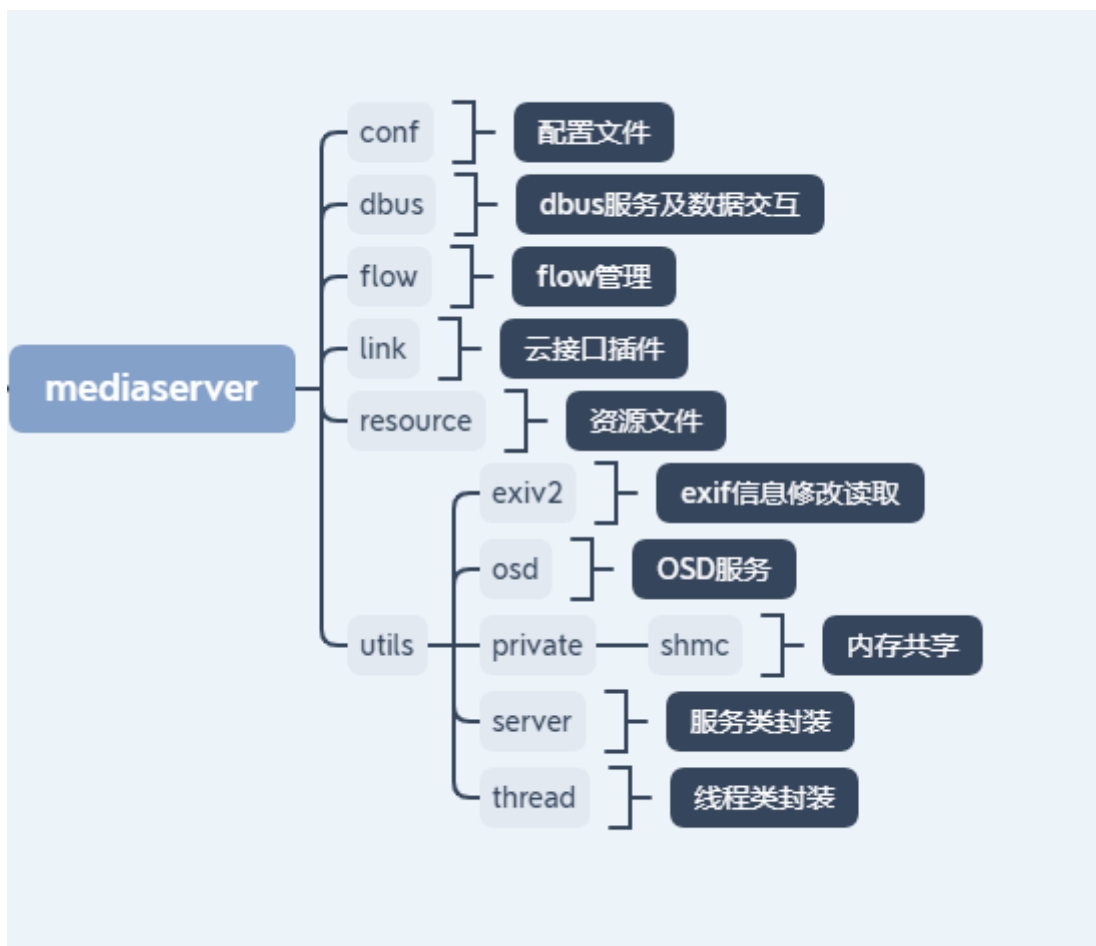 conf
配置文件
dbus
dbus服务及数据交互
flow
flow管理
link
云接口插件
mediaserver
resource
资源文件
exiv2
exif信息修改读取
osd
OSD服务
utils
private
shmc
内存共享
server
服务类封装
thread
线程类封装